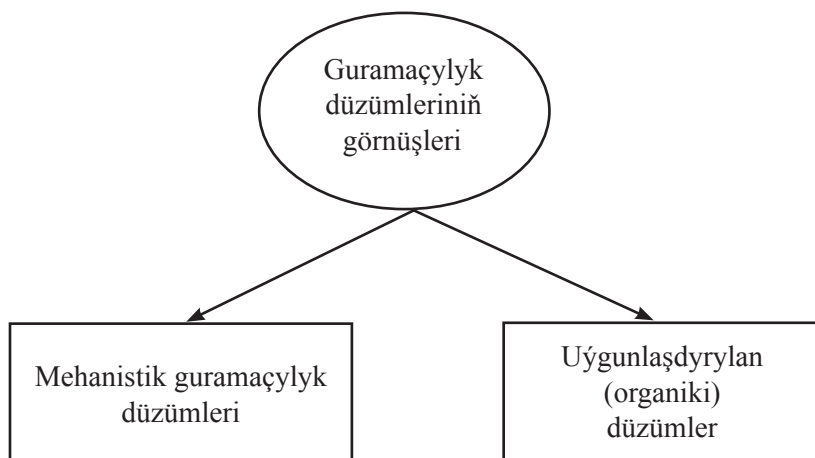 Guramaçylyk
düzümleriniň
görnüşleri
Mehanistik guramaçylyk
düzümleri
Uýgunlaşdyrylan
(organiki)
düzümler